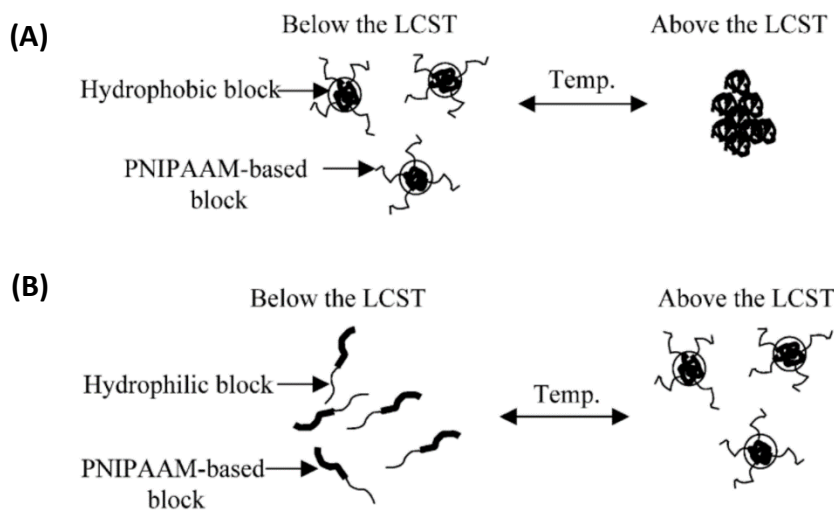 (A)
Below the LCST
Above the LCST
Hydrophobic block
Temp.
PNIPAAM-based
block
(B)
Below the LCST
Above the LCST
Hydrophilic block
Temp.
PNIPAAM-based
block